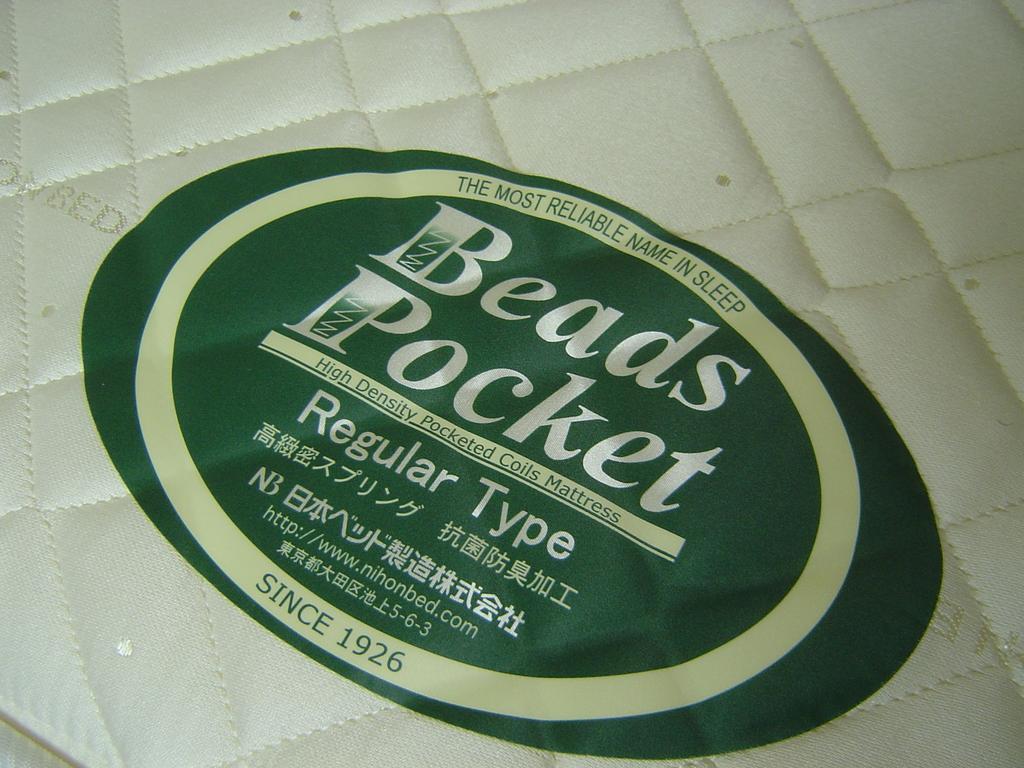 THE MOST RELIABLE NAME IN SLEEP
Beads
Pocket
High Density Pocketed Coils Mattress
Regular Type
高緻密スプリング 抗菌防臭加工
NB 日本ベッド製造株式会社
http://www.nihonbed.com
東京都大田区池上5-6-3
SINCE 1926
BED